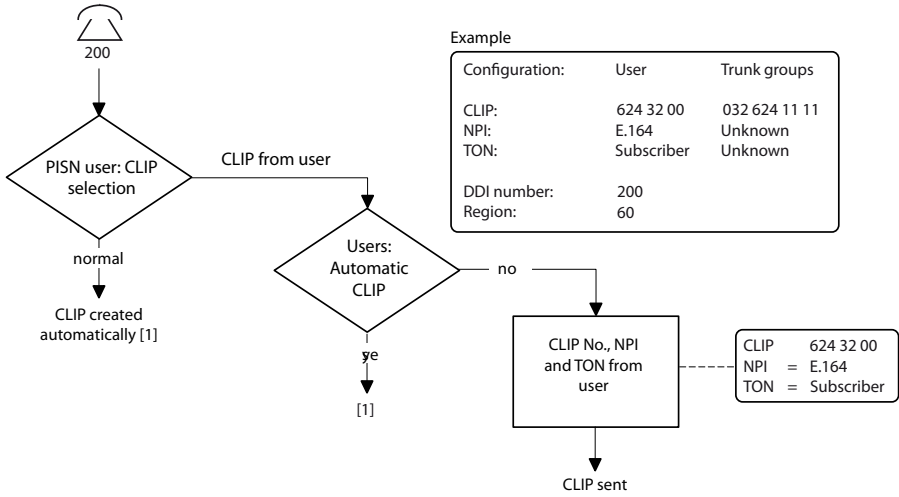 200
PISN user: CLIP
selection
CLIP from user
normal
CLIP created
automatically [1]
Users:
Automatic
CLIP
no
ye
[1]
CLIP No., NPI
and TON from
user
CLIP sent
Example
Configuration: User Trunk groups
CLIP: 624 32 00 032 624 11 11
NPI: E.164 Unknown
TON: Subscriber Unknown
DDI number: 200
Region: 60
CLIP 624 32 00
NPI = E.164
TON = Subscriber